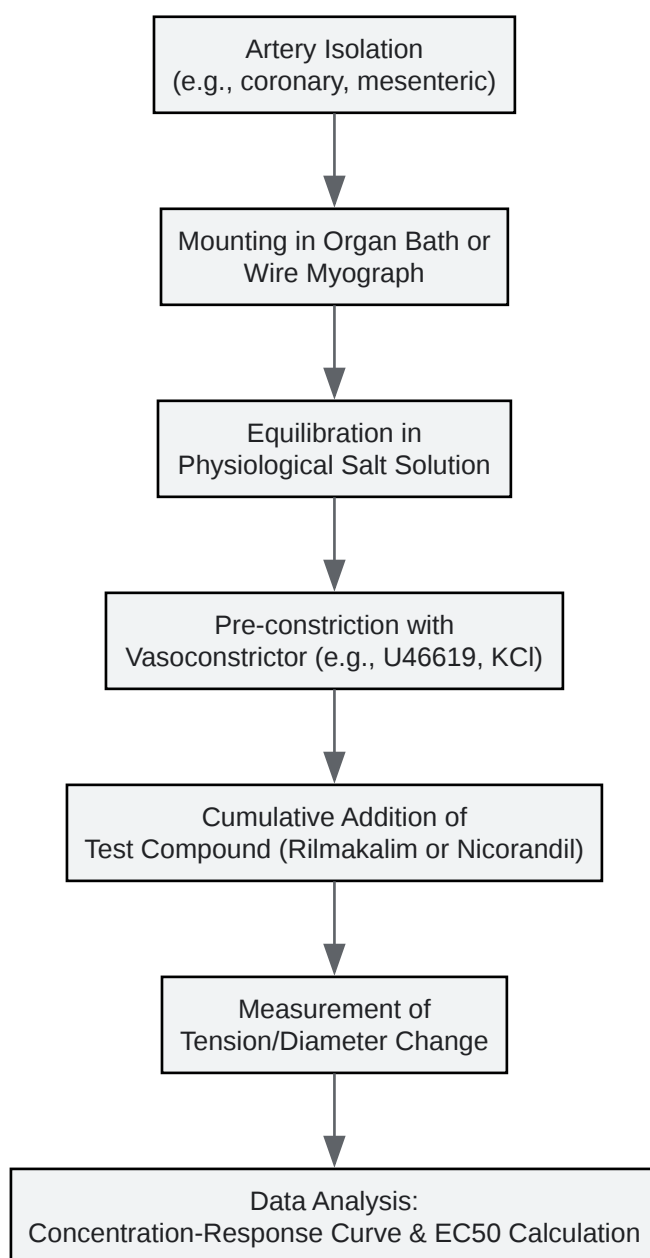 Artery Isolation
(e.g., coronary, mesenteric)
Mounting in Organ Bath or
Wire Myograph
Equilibration in
Physiological Salt Solution
Pre-constriction with
Vasoconstrictor (e.g., U46619, KCl)
Cumulative Addition of
Test Compound (Rilmakalim or Nicorandil)
Measurement of
Tension/Diameter Change
Data Analysis:
Concentration-Response Curve & EC50 Calculation